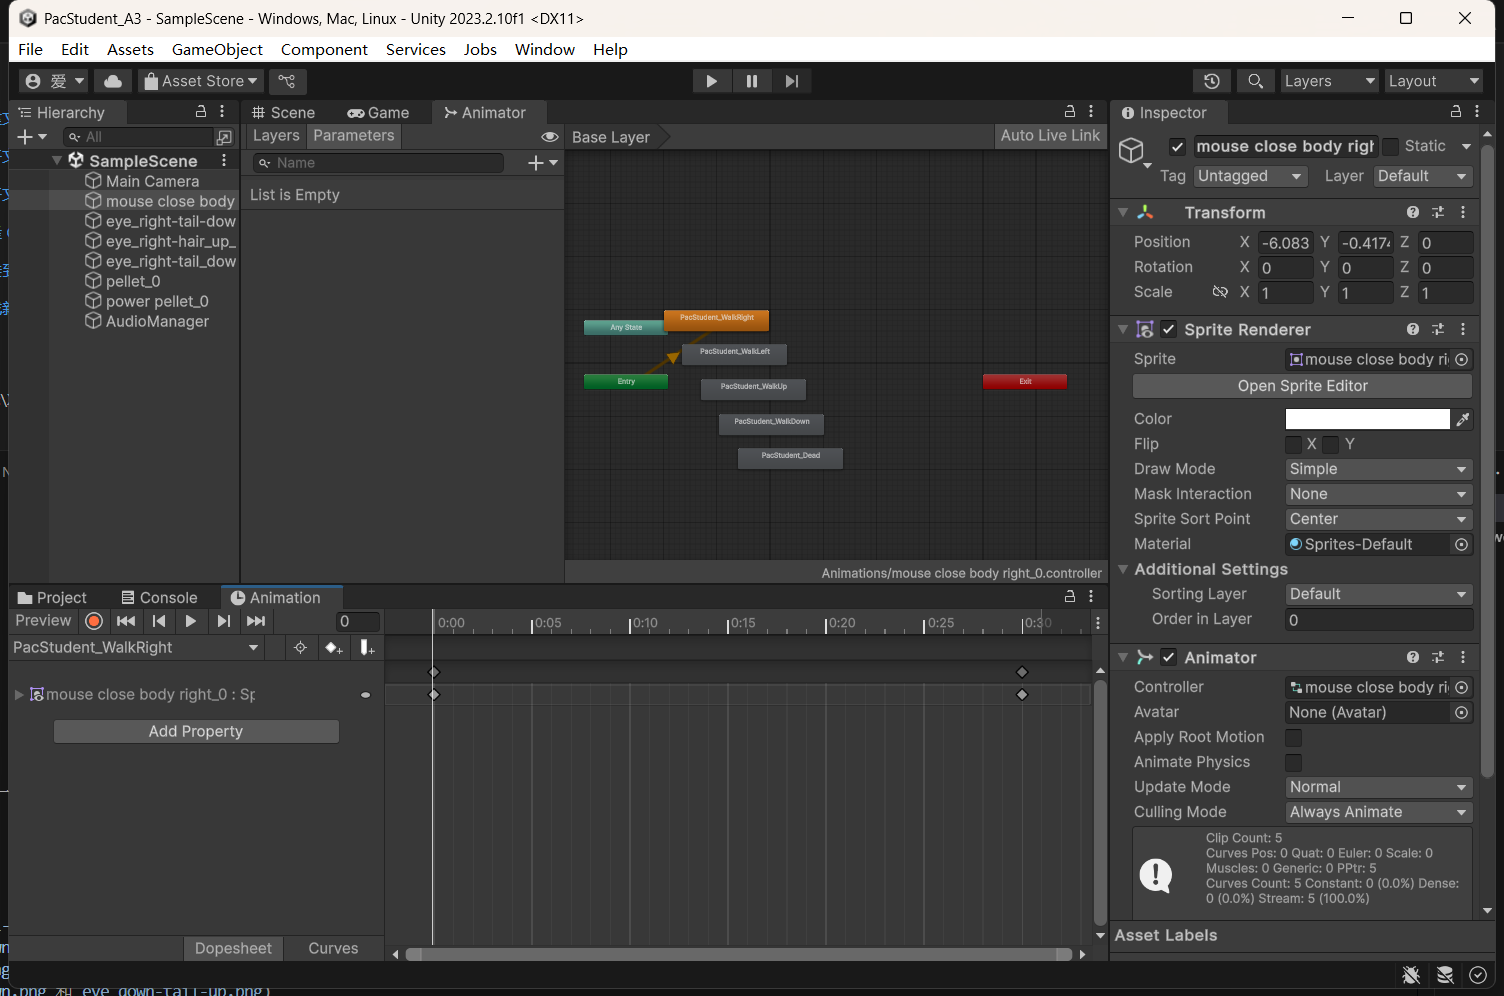 PacStudent_A3 - SampleScene - Windows, Mac, Linux - Unity 2023.2.10f1 <DX11>
File Edit Assets GameObject Component Services Jobs Window Help
爱 Asset Store Layers Layout
Hierarchy
All
SampleScene
Main Camera
mouse close body
eye_right-tail-dow
eye_right-hair_up_
eye_right-tail_dow
pellet_0
power pellet_0
AudioManager
Scene Game Animator
Layers Parameters
Name
List is Empty
Base Layer Auto Live Link
PacStudent_WalkRight
Any State
PacStudent_WalkLeft
Entry
PacStudent_WalkUp
Exit
PacStudent_WalkDown
PacStudent_Dead
Animations/mouse close body right_0.controller
Project Console Animation
Preview 0
0:00 0:05 0:10 0:15 0:20 0:25 0:30
PacStudent_WalkRight
mouse close body right_0 : Sp
Add Property
Dopesheet Curves
Inspector
mouse close body righ Static
Tag Untagged Layer Default
Transform
Position X -6.083 Y -0.4174 Z 0
Rotation X 0 Y 0 Z 0
Scale X 1 Y 1 Z 1
Sprite Renderer
Sprite mouse close body ri
Open Sprite Editor
Color
Flip X Y
Draw Mode Simple
Mask Interaction None
Sprite Sort Point Center
Material Sprites-Default
Additional Settings
Sorting Layer Default
Order in Layer 0
Animator
Controller mouse close body ri
Avatar None (Avatar)
Apply Root Motion
Animate Physics
Update Mode Normal
Culling Mode Always Animate
Clip Count: 5
Curves Pos: 0 Quat: 0 Euler: 0 Scale: 0
Muscles: 0 Generic: 0 PPtr: 5
Curves Count: 5 Constant: 0 (0.0%) Dense:
0 (0.0%) Stream: 5 (100.0%)
Asset Labels
wn.png 和 eye_down-tail-up.png)